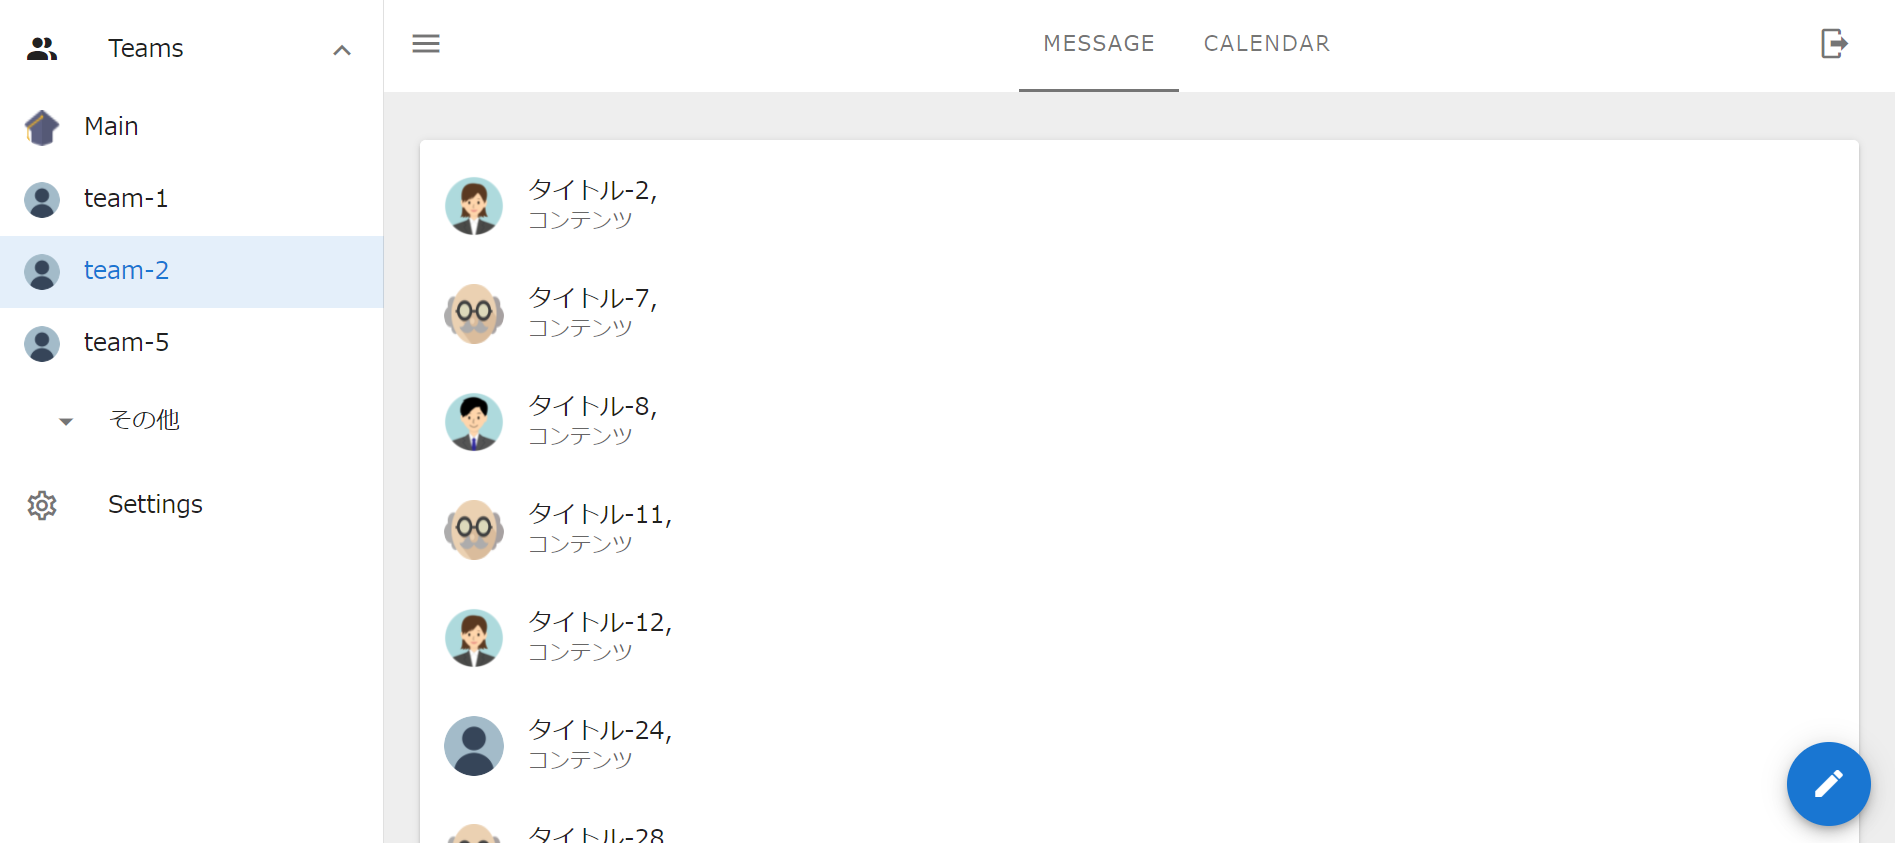 Teams
Main
team-1
team-2
team-5
その他
Settings
MESSAGE
CALENDAR
タイトル-2,
コンテンツ
タイトル-7,
コンテンツ
タイトル-8,
コンテンツ
タイトル-11,
コンテンツ
タイトル-12,
コンテンツ
タイトル-24,
コンテンツ
タイトル-28